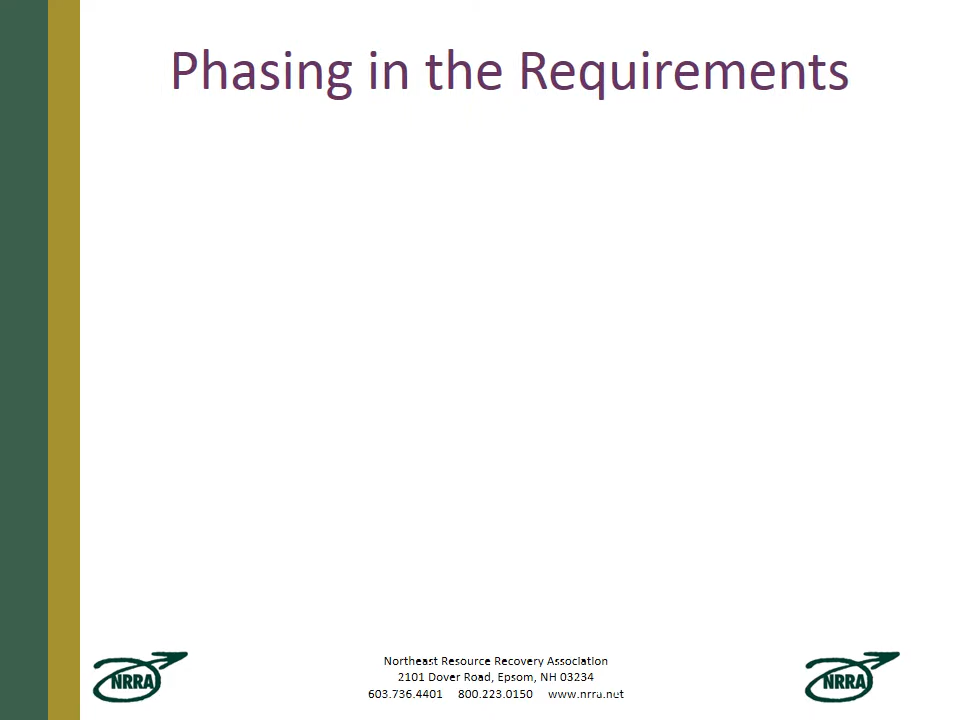 Phasing in the Requirements
NRRA
Northeast Resource Recovery Association
2101 Dover Road, Epsom, NH 03234
603.736.4401 800.223.0150 www.nrra.net
NRRA